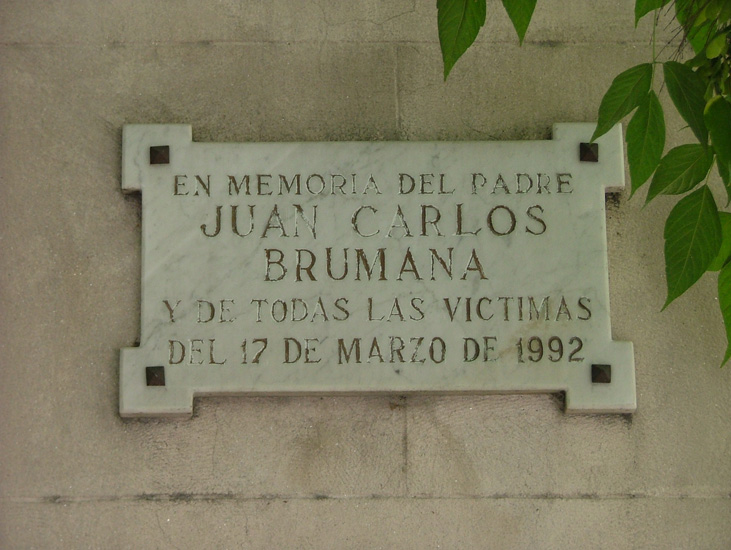 EN MEMORIA DEL PADRE
JUAN CARLOS
BRUMANA
Y DE TODAS LAS VICTIMAS
DEL 17 DE MARZO DE 1992